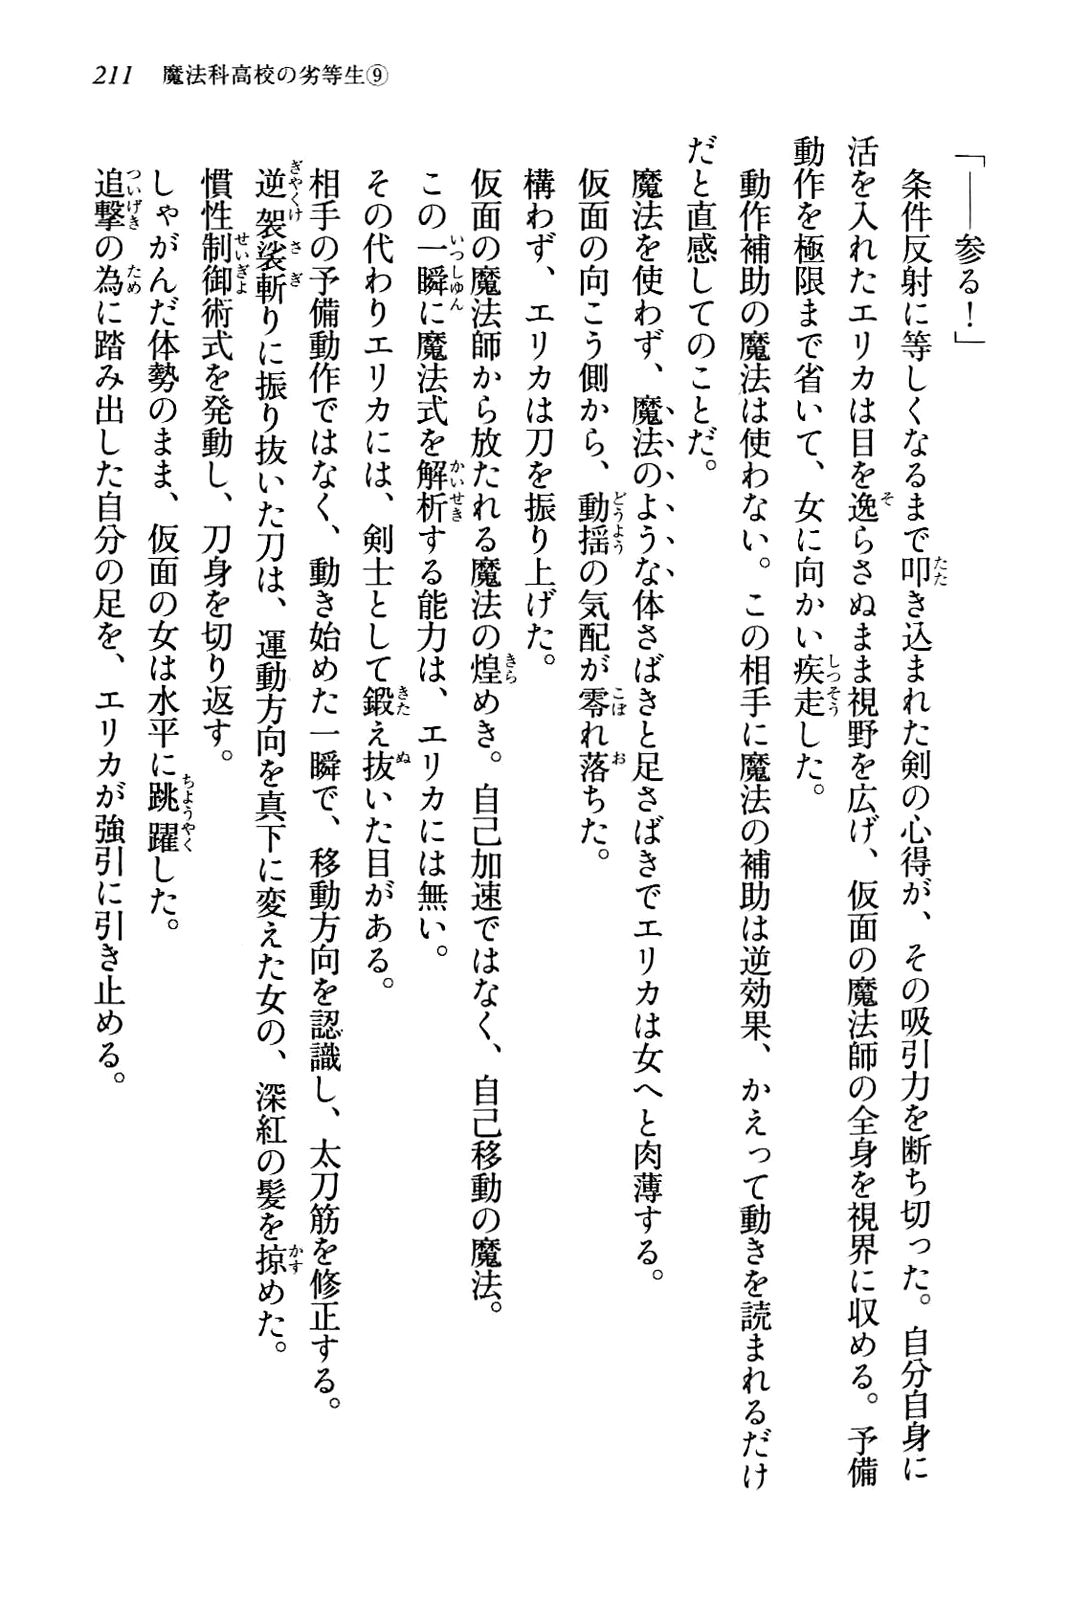 211　魔法科高校の劣等生⑨
「――参る！」
　条件反射に等しくなるまで叩き込まれた剣の心得が、その吸引力を断ち切った。自分自身に
活を入れたエリカは目を逸らさぬまま視野を広げ、仮面の魔法師の全身を視界に収める。予備
動作を極限まで省いて、女に向かい疾走した。
　動作補助の魔法は使わない。この相手に魔法の補助は逆効果、かえって動きを読まれるだけ
だと直感してのことだ。
　魔法を使わず、魔法のような体さばきと足さばきでエリカは女へと肉薄する。
　仮面の向こう側から、動揺の気配が零れ落ちた。
　構わず、エリカは刀を振り上げた。
　仮面の魔法師から放たれる魔法の煌めき。自己加速ではなく、自己移動の魔法。
　この一瞬に魔法式を解析する能力は、エリカには無い。
　その代わりエリカには、剣士として鍛え抜いた目がある。
　相手の予備動作ではなく、動き始めた一瞬で、移動方向を認識し、太刀筋を修正する。
　逆袈裟斬りに振り抜いた刀は、運動方向を真下に変えた女の、深紅の髪を掠めた。
　慣性制御術式を発動し、刀身を切り返す。
　しゃがんだ体勢のまま、仮面の女は水平に跳躍した。
　追撃の為に踏み出した自分の足を、エリカが強引に引き止める。